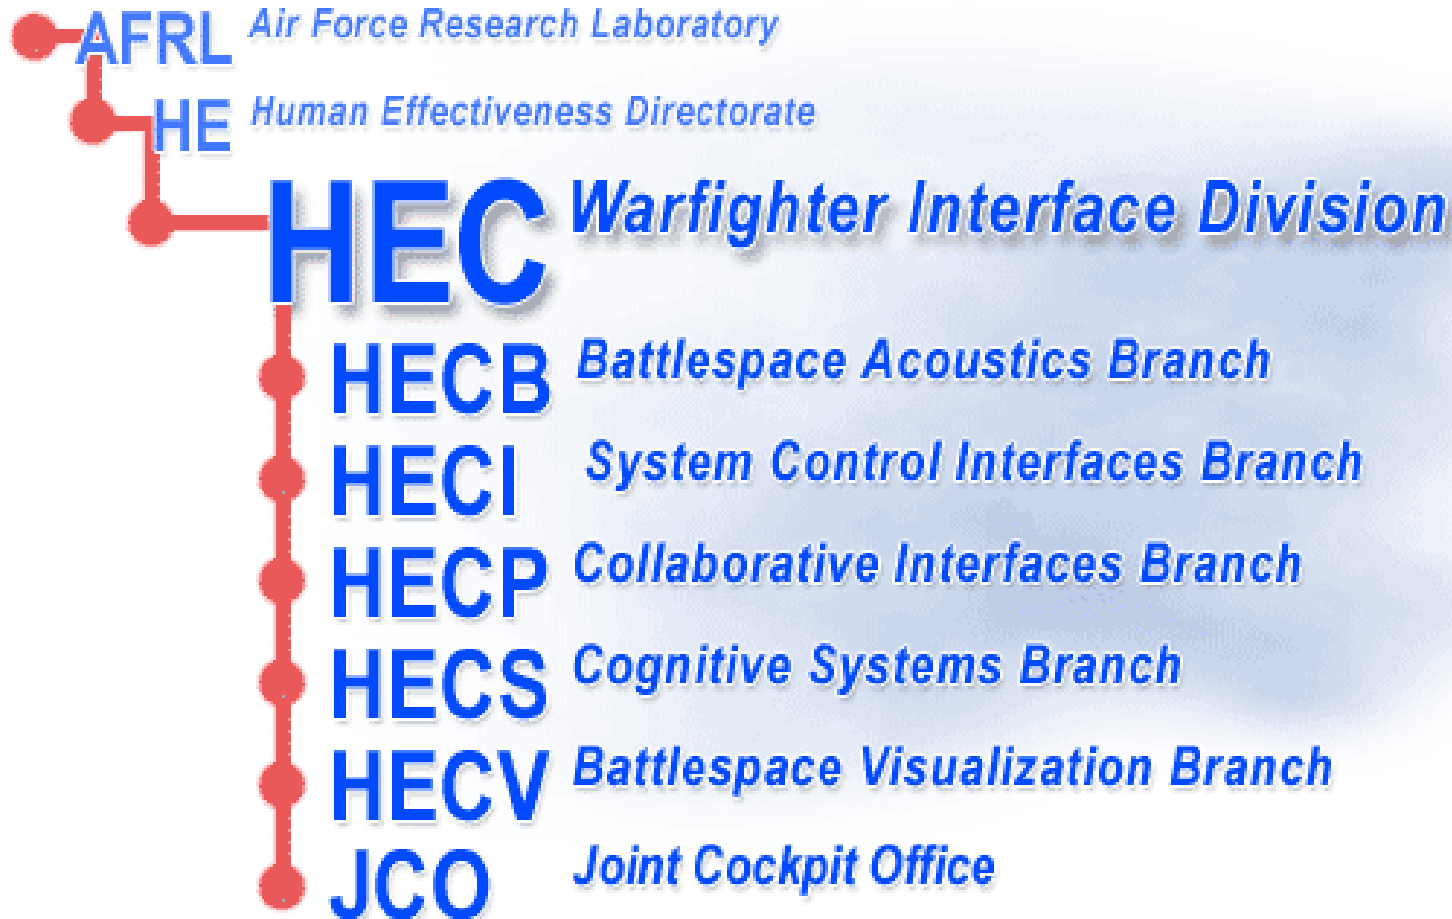 AFRL Air Force Research Laboratory
HE Human Effectiveness Directorate
HEC Warfighter Interface Division
HECB Battlespace Acoustics Branch
HECI System Control Interfaces Branch
HECP Collaborative Interfaces Branch
HECS Cognitive Systems Branch
HECV Battlespace Visualization Branch
JCO Joint Cockpit Office